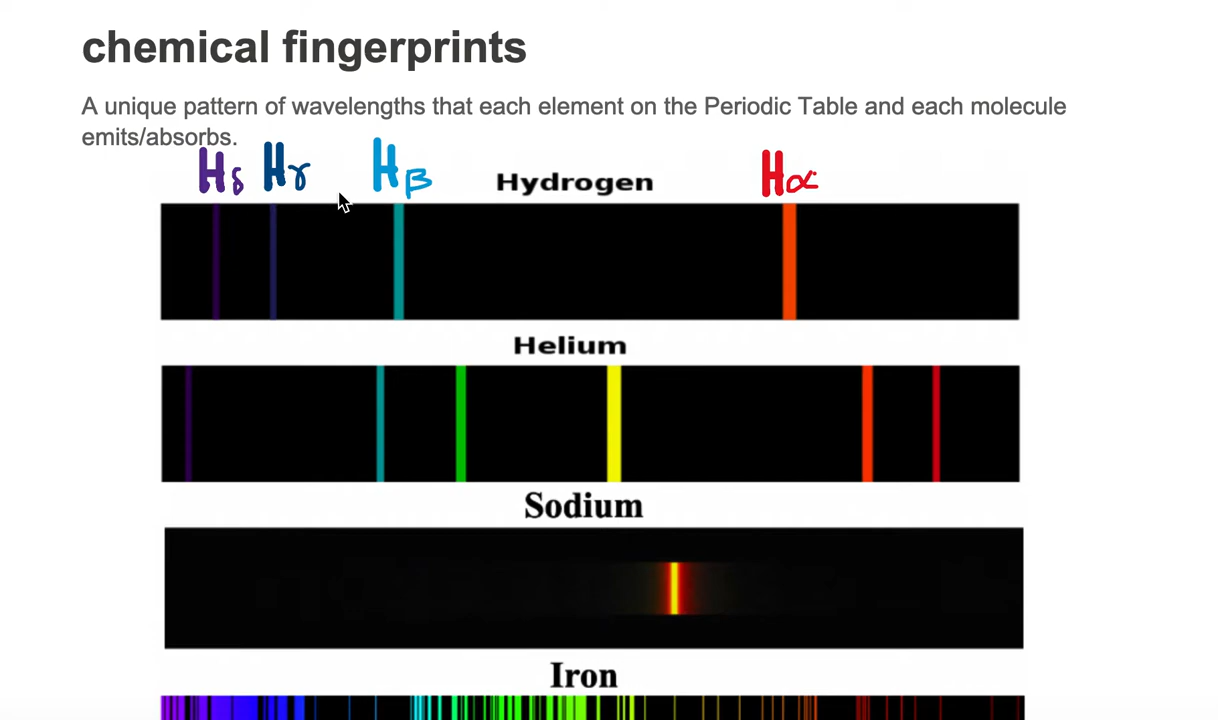 chemical fingerprints
A unique pattern of wavelengths that each element on the Periodic Table and each molecule
emits/absorbs.
Hδ Hγ Hβ Hα
Hydrogen
Helium
Sodium
Iron